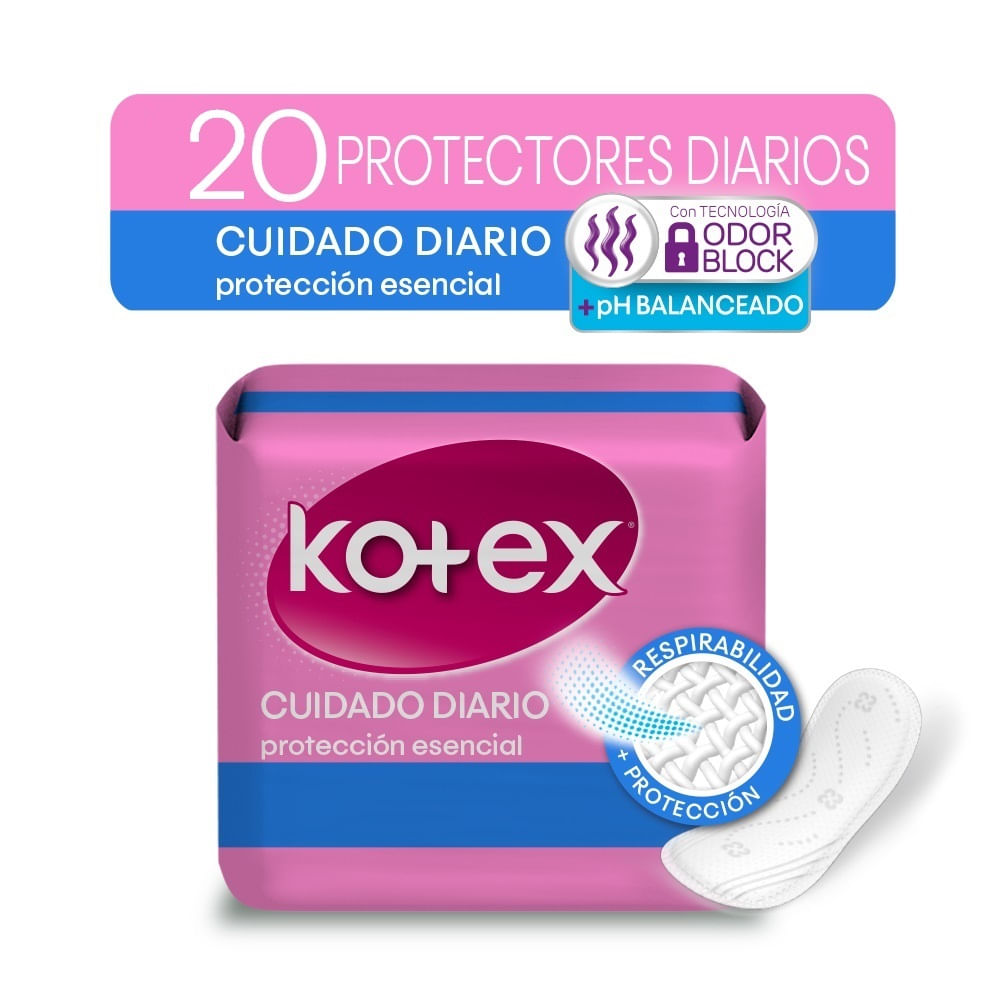 20 PROTECTORES DIARIOS
CUIDADO DIARIO
protección esencial
Con TECNOLOGÍA
ODOR
BLOCK
+pH BALANCEADO
kotex®
CUIDADO DIARIO
protección esencial
RESPIRABILIDAD
+ PROTECCIÓN